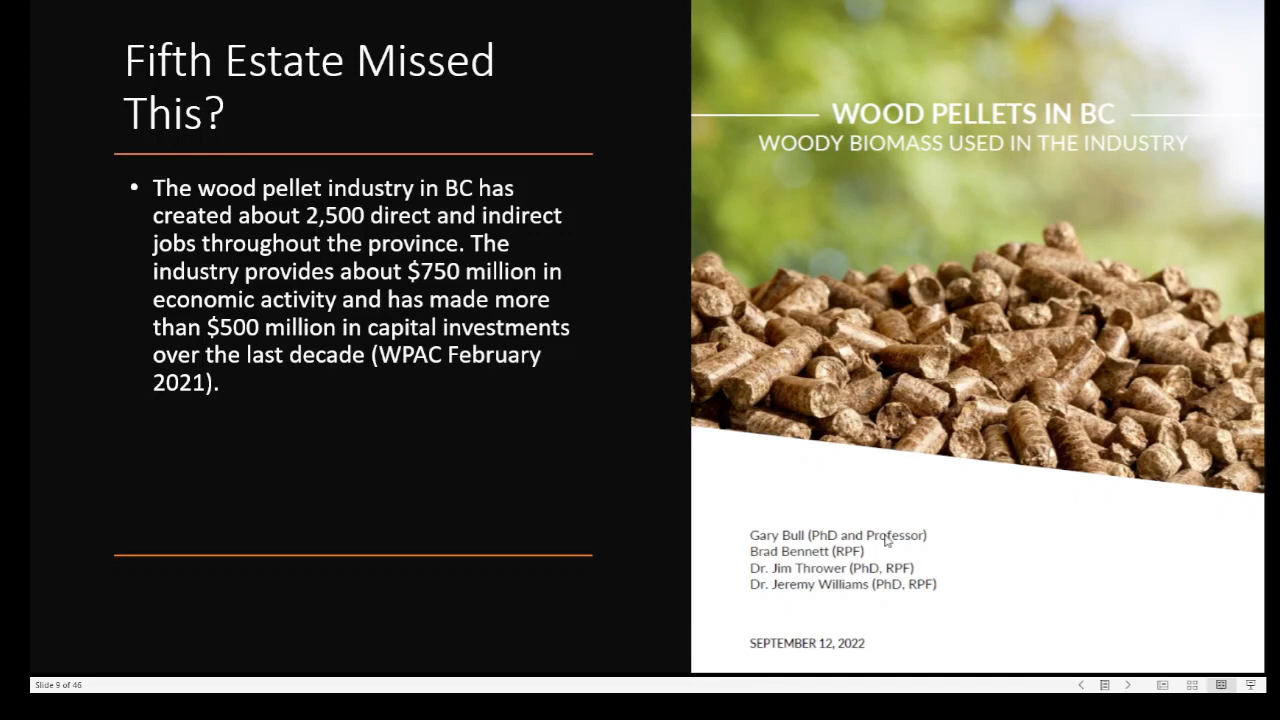 Fifth Estate Missed
This?
• The wood pellet industry in BC has
created about 2,500 direct and indirect
jobs throughout the province. The
industry provides about $750 million in
economic activity and has made more
than $500 million in capital investments
over the last decade (WPAC February
2021).
WOOD PELLETS IN BC
WOODY BIOMASS USED IN THE INDUSTRY
Gary Bull (PhD and Professor)
Brad Bennett (RPF)
Dr. Jim Thrower (PhD, RPF)
Dr. Jeremy Williams (PhD, RPF)
SEPTEMBER 12, 2022
Slide 9 of 46